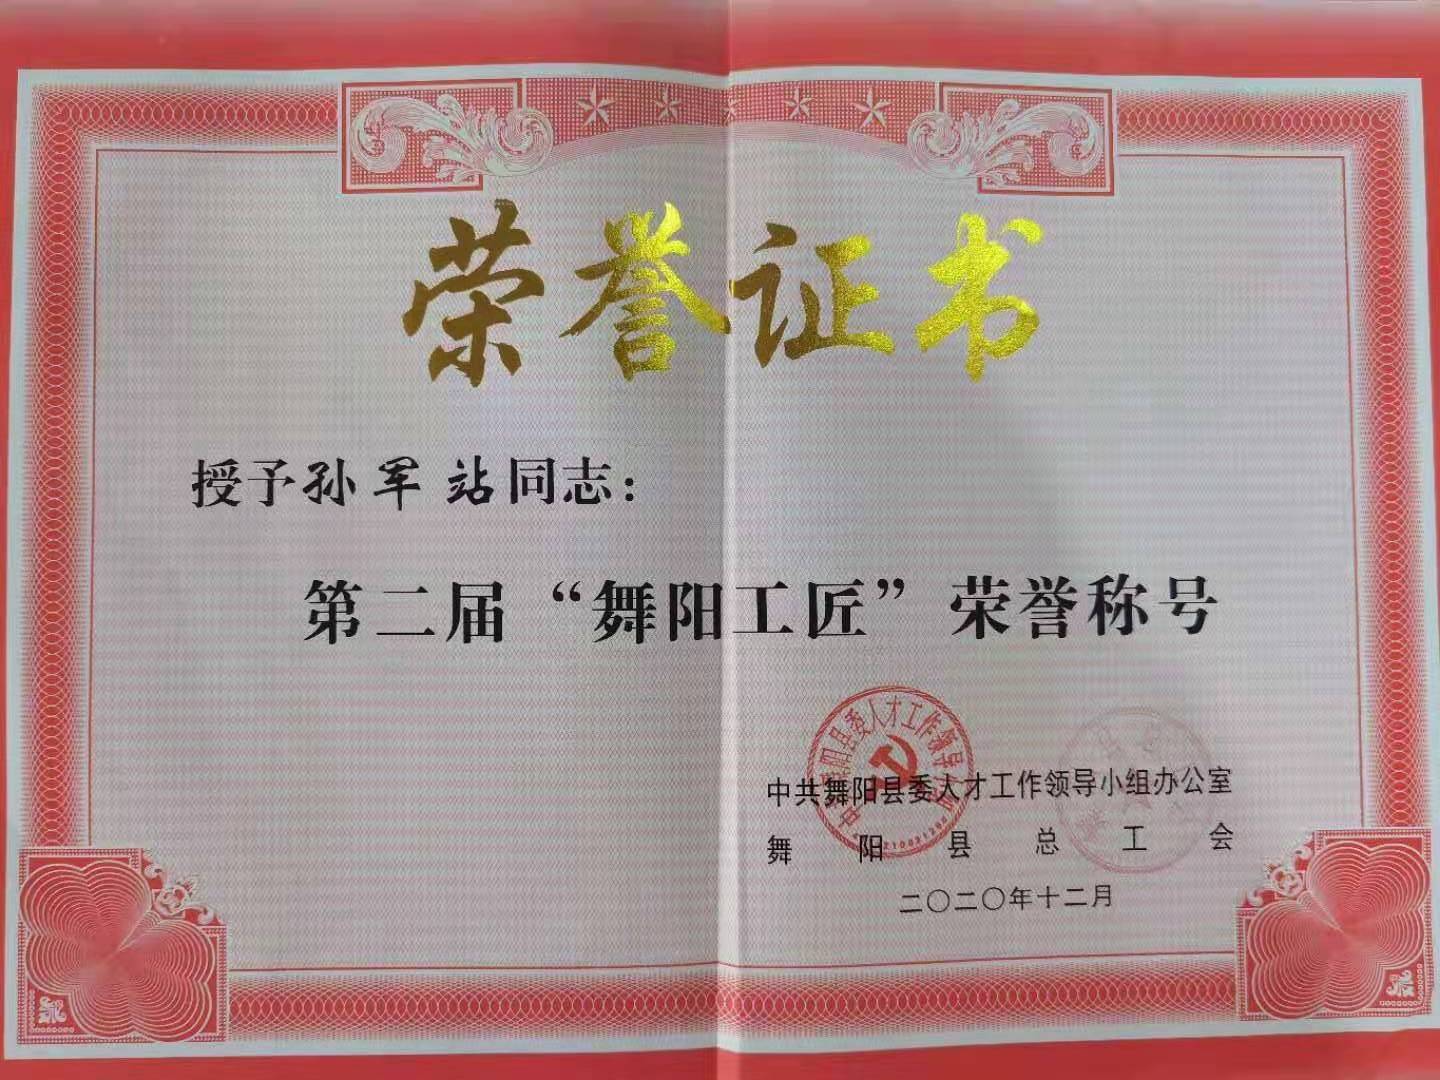 荣誉证书
授予孙军站同志：
第二届“舞阳工匠”荣誉称号
中共舞阳县委人才工作领导小组办公室
舞阳县总工会
二〇二〇年十二月